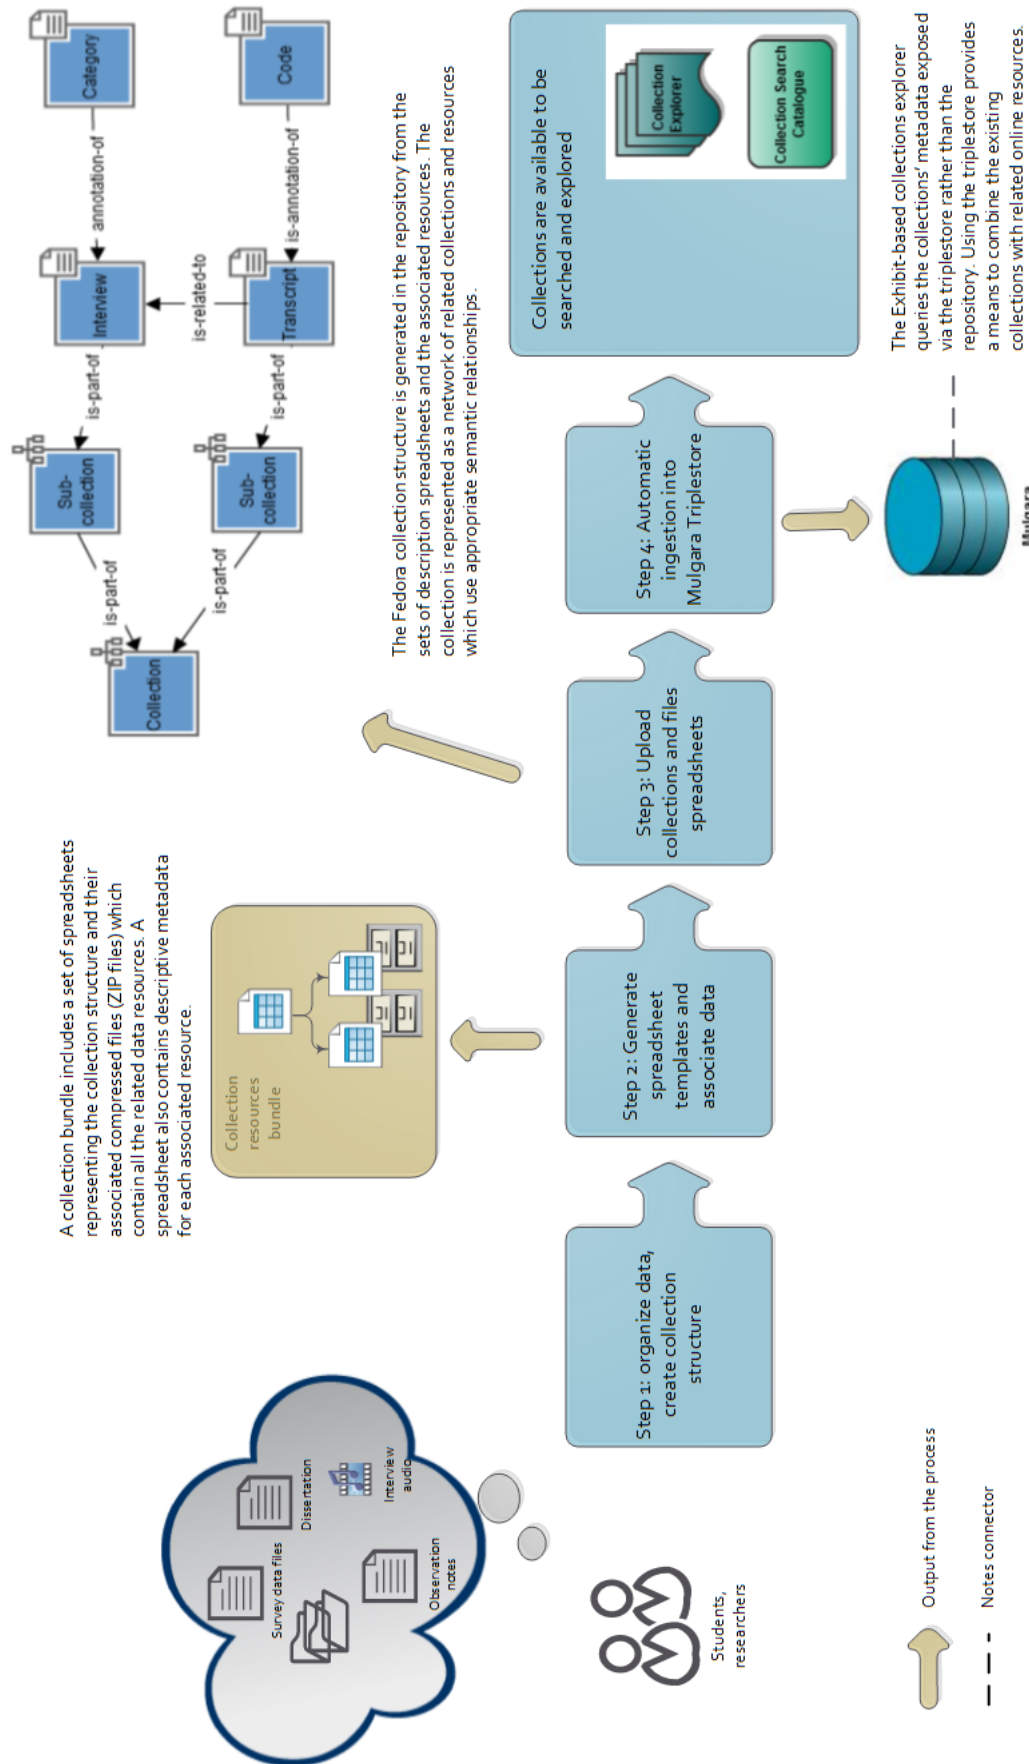 Survey data files
Dissertation
Interview
audio
Observation
notes
Students,
researchers
A collection bundle includes a set of spreadsheets
representing the collection structure and their
associated compressed files (ZIP files) which
contain all the related data resources. A
spreadsheet also contains descriptive metadata
for each associated resource.
Collection
resources
bundle
Collection
is-part-of
is-part-of
Sub-
collection
Sub-
collection
is-part-of
is-part-of
Interview
is-related-to
Transcript
annotation-of
is-annotation-of
Category
Code
The Fedora collection structure is generated in the repository from the
sets of description spreadsheets and the associated resources. The
collection is represented as a network of related collections and resources
which use appropriate semantic relationships.
Step 1: organize data,
create collection
structure
Step 2: Generate
spreadsheet
templates and
associate data
Step 3: Upload
collections and files
spreadsheets
Step 4: Automatic
ingestion into
Mulgara Triplestore
Collections are available to be
searched and explored
Collection
Explorer
Collection Search
Catalogue
Mulgara
The Exhibit-based collections explorer
queries the collections' metadata exposed
via the triplestore rather than the
repository. Using the triplestore provides
a means to combine the existing
collections with related online resources.
Output from the process
Notes connector